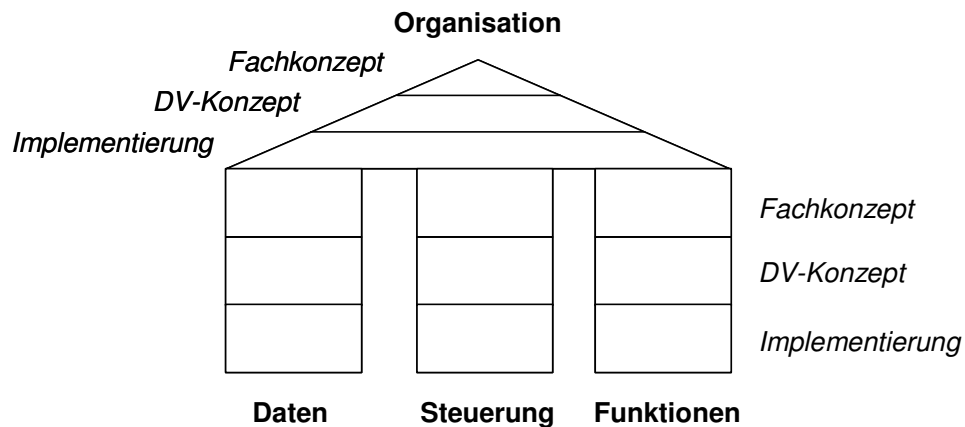 Organisation
Fachkonzept
DV-Konzept
Implementierung
Fachkonzept
DV-Konzept
Implementierung
Daten Steuerung Funktionen